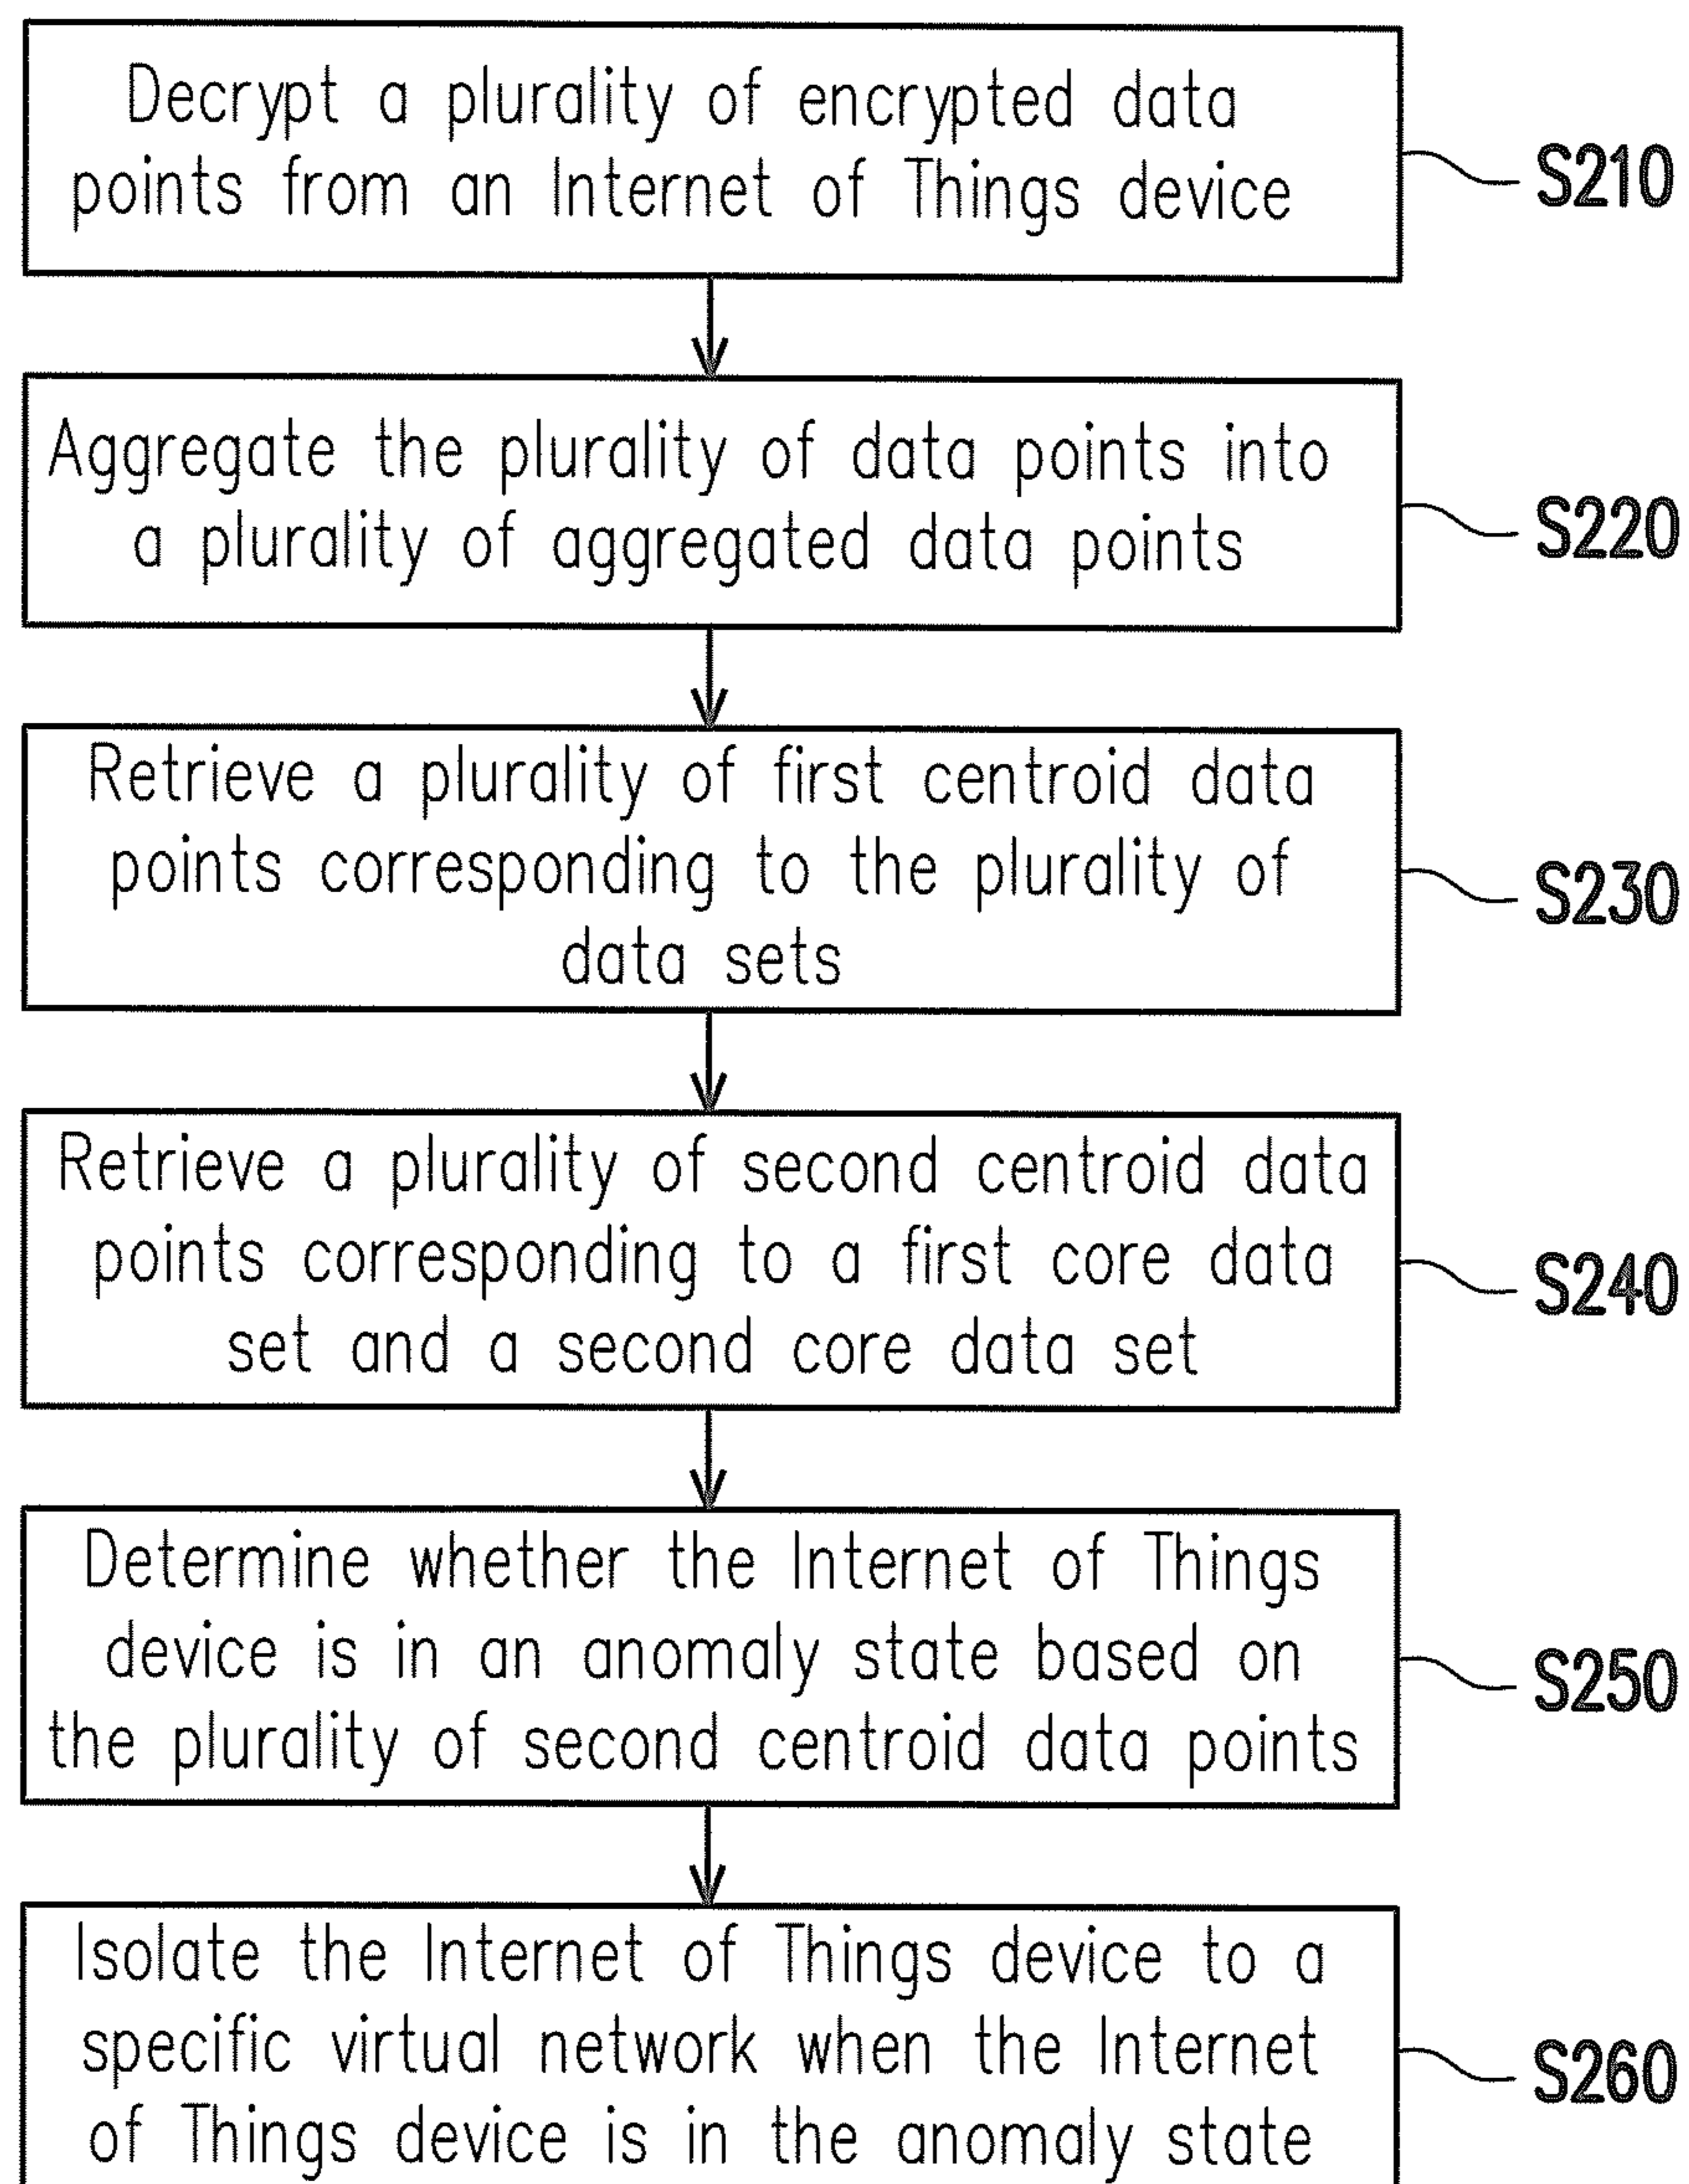 Decrypt a plurality of encrypted data
points from an Internet of Things device
S210
Aggregate the plurality of data points into
a plurality of aggregated data points
S220
Retrieve a plurality of first centroid data
points corresponding to the plurality of
data sets
S230
Retrieve a plurality of second centroid data
points corresponding to a first core data
set and a second core data set
S240
Determine whether the Internet of Things
device is in an anomaly state based on
the plurality of second centroid data points
S250
Isolate the Internet of Things device to a
specific virtual network when the Internet
of Things device is in the anomaly state
S260